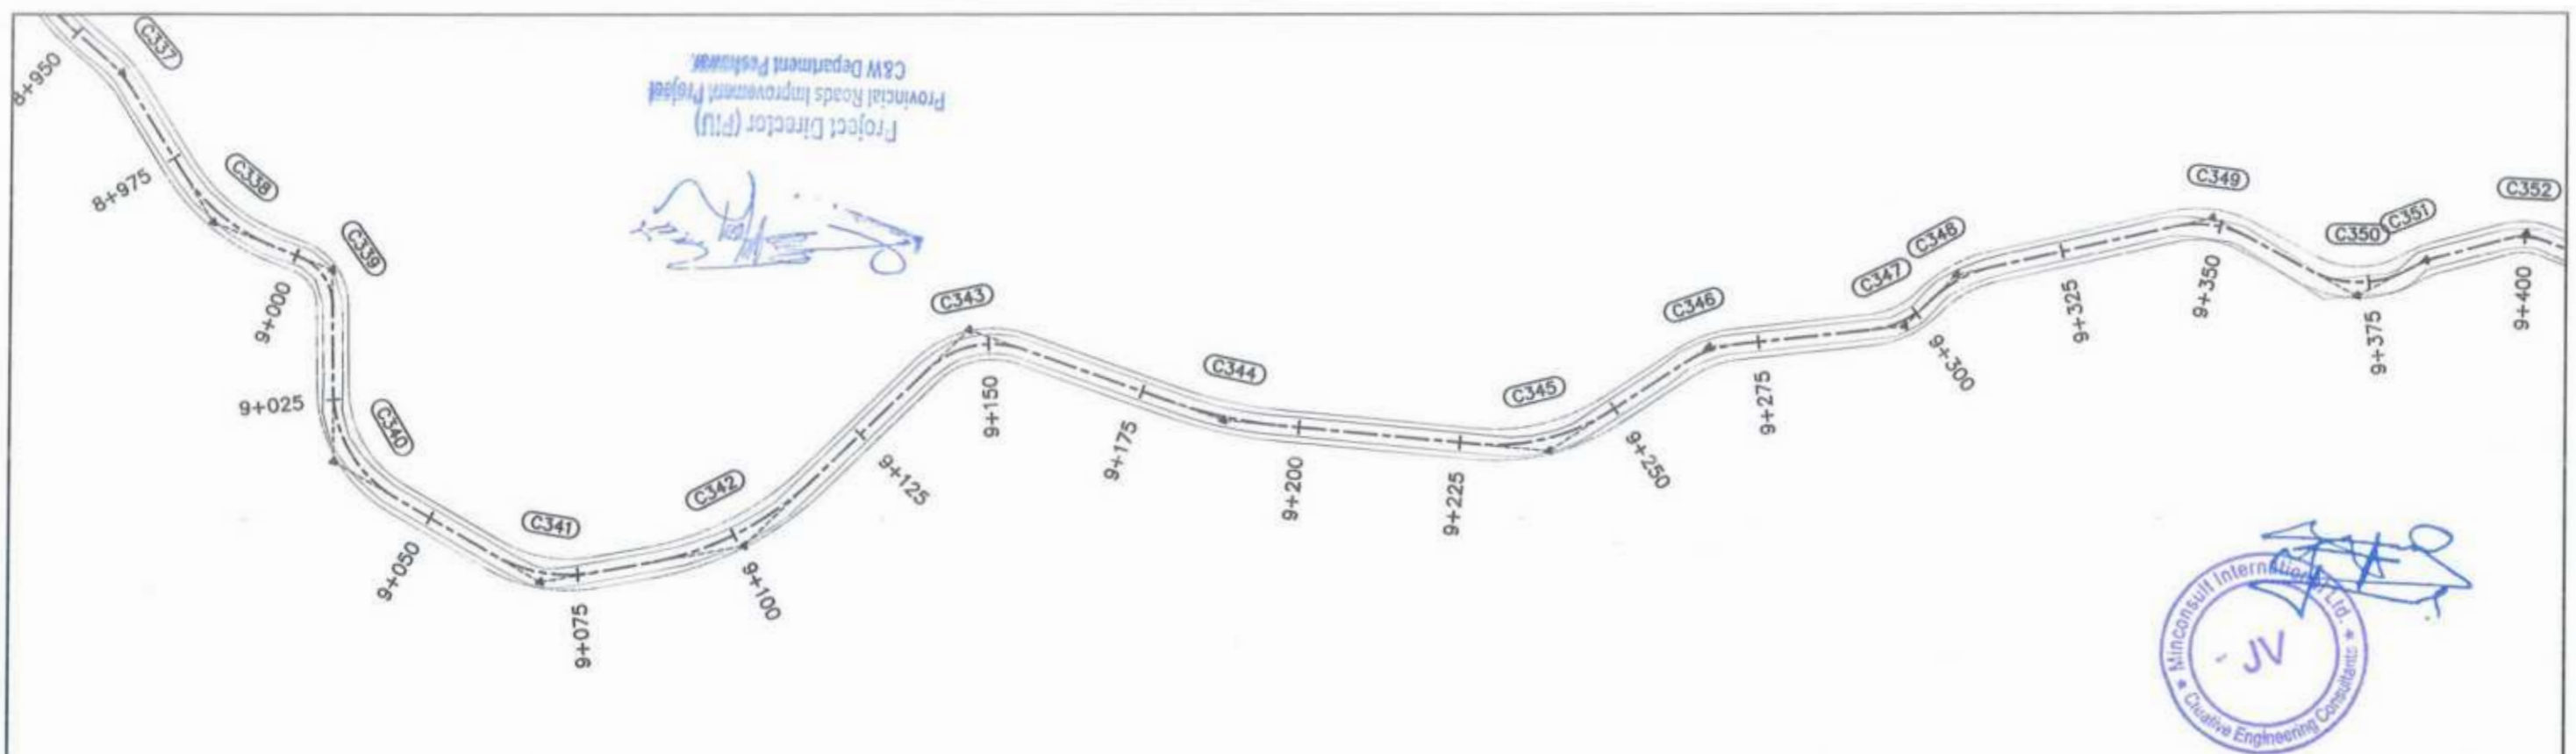 8+950
C337
8+975
C338
9+000
C339
9+025
C340
9+050
C341
9+075
C342
9+100
9+125
C343
9+150
9+175
C344
9+200
9+225
C345
9+250
C346
9+275
C347
C348
9+300
9+325
C349
9+350
C350
C351
9+375
C352
9+400
Project Director (PIU)
Provincial Roads Improvement Project
C&W Department Peshawar.
★ Minconsult International Ltd. ★
Creative Engineering Consultants
JV